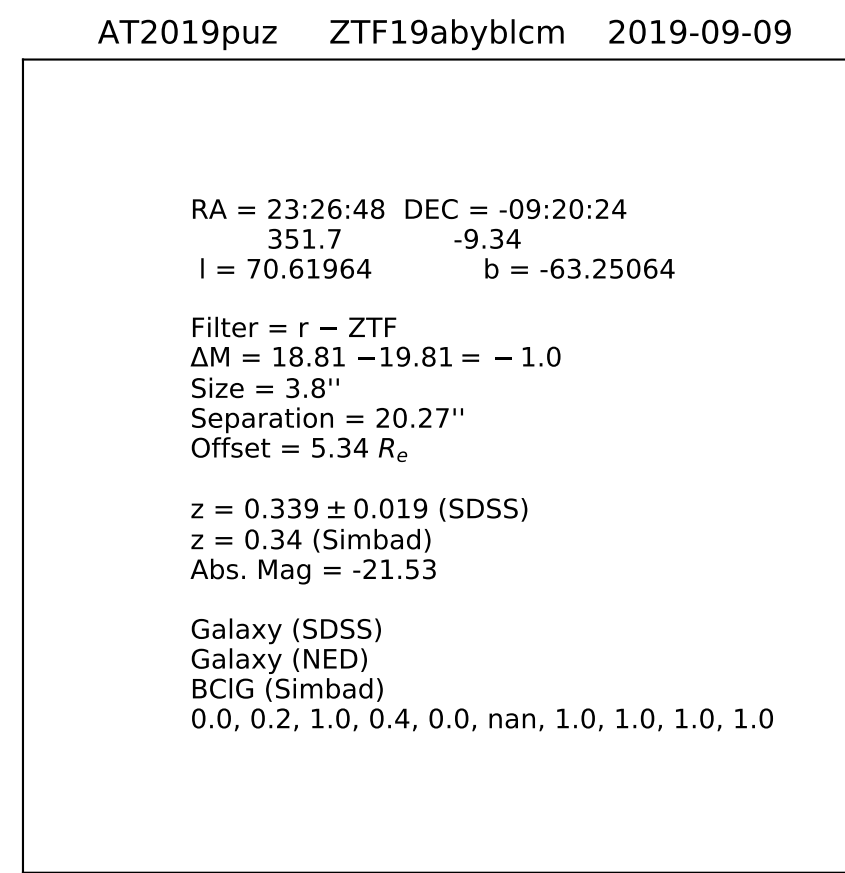 AT2019puz ZTF19abyblcm 2019-09-09
RA = 23:26:48 DEC = -09:20:24
351.7 -9.34
l = 70.61964 b = -63.25064
Filter = r − ZTF
ΔM = 18.81 −19.81 = − 1.0
Size = 3.8''
Separation = 20.27''
Offset = 5.34 Re
z = 0.339 ± 0.019 (SDSS)
z = 0.34 (Simbad)
Abs. Mag = -21.53
Galaxy (SDSS)
Galaxy (NED)
BClG (Simbad)
0.0, 0.2, 1.0, 0.4, 0.0, nan, 1.0, 1.0, 1.0, 1.0